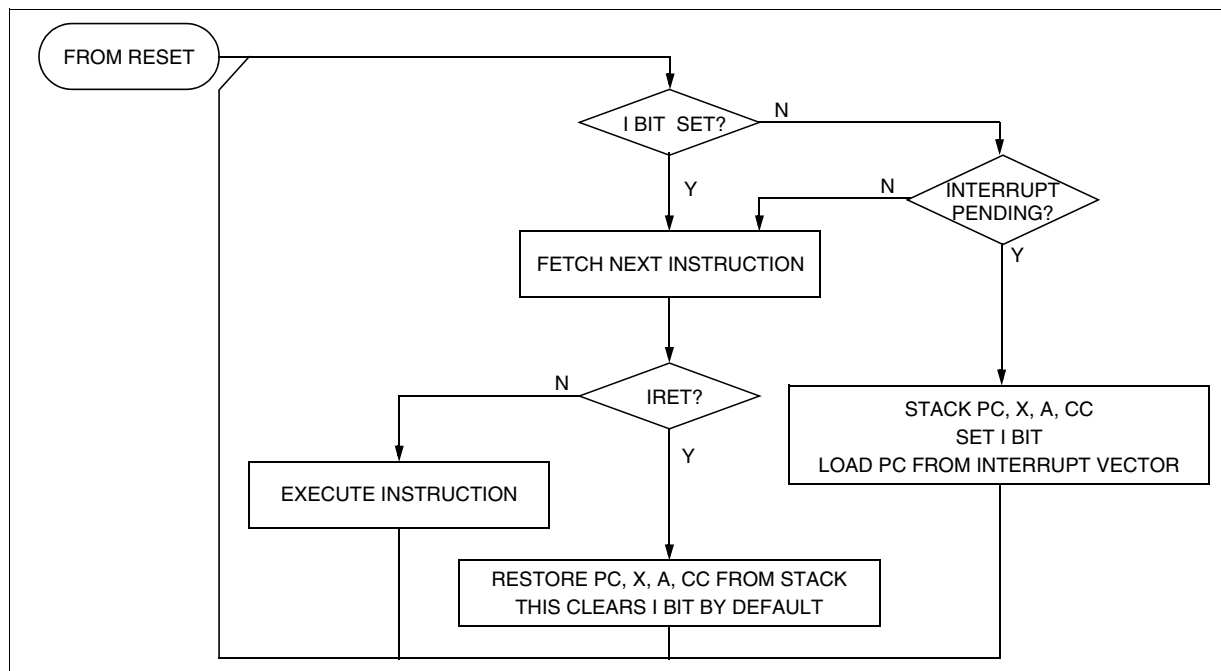 FROM RESET
I BIT SET?
N
Y
N
INTERRUPT
PENDING?
Y
FETCH NEXT INSTRUCTION
N
IRET?
Y
STACK PC, X, A, CC
SET I BIT
LOAD PC FROM INTERRUPT VECTOR
EXECUTE INSTRUCTION
RESTORE PC, X, A, CC FROM STACK
THIS CLEARS I BIT BY DEFAULT